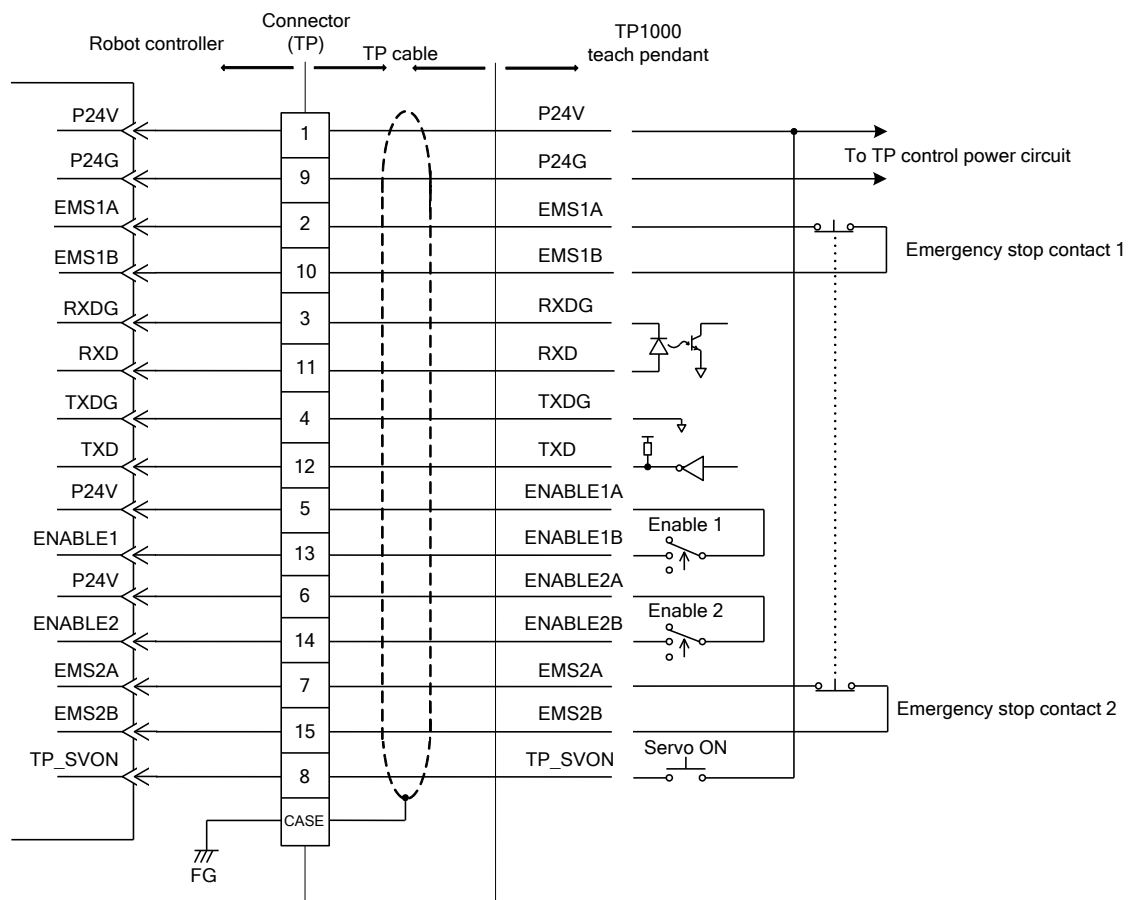 Robot controller
Connector
(TP)
TP cable
TP1000
teach pendant
P24V
1
P24V
P24G
9
P24G
To TP control power circuit
EMS1A
2
EMS1A
EMS1B
10
EMS1B
Emergency stop contact 1
RXDG
3
RXDG
RXD
11
RXD
TXDG
4
TXDG
TXD
12
TXD
P24V
5
ENABLE1A
ENABLE1
13
ENABLE1B
Enable 1
P24V
6
ENABLE2A
ENABLE2
14
ENABLE2B
Enable 2
EMS2A
7
EMS2A
EMS2B
15
EMS2B
Emergency stop contact 2
TP_SVON
8
TP_SVON
Servo ON
CASE
FG